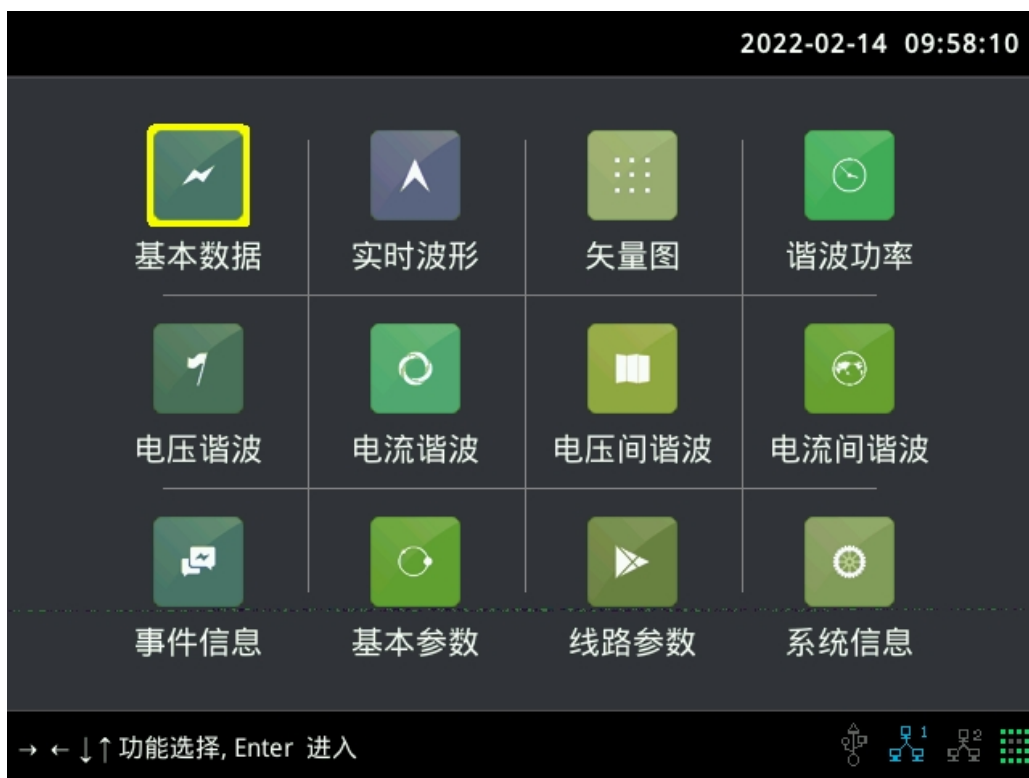 2022-02-14 09:58:10
基本数据 实时波形 矢量图 谐波功率
电压谐波 电流谐波 电压间谐波 电流间谐波
事件信息 基本参数 线路参数 系统信息
→ ← ↓ ↑ 功能选择, Enter 进入 1 2